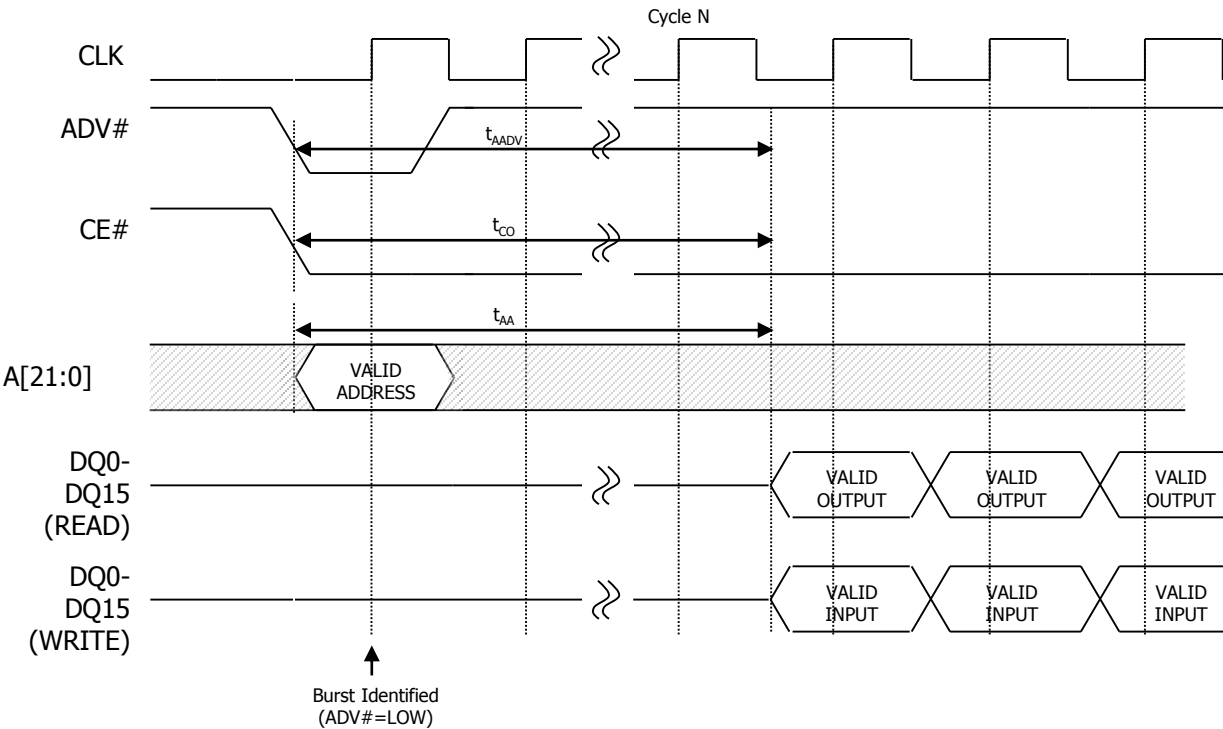 Cycle N
CLK
ADV#
tAADV
CE#
tCO
tAA
A[21:0]
VALID
ADDRESS
DQ0-
DQ15
(READ)
VALID
OUTPUT
VALID
OUTPUT
VALID
OUTPUT
DQ0-
DQ15
(WRITE)
VALID
INPUT
VALID
INPUT
VALID
INPUT
Burst Identified
(ADV#=LOW)